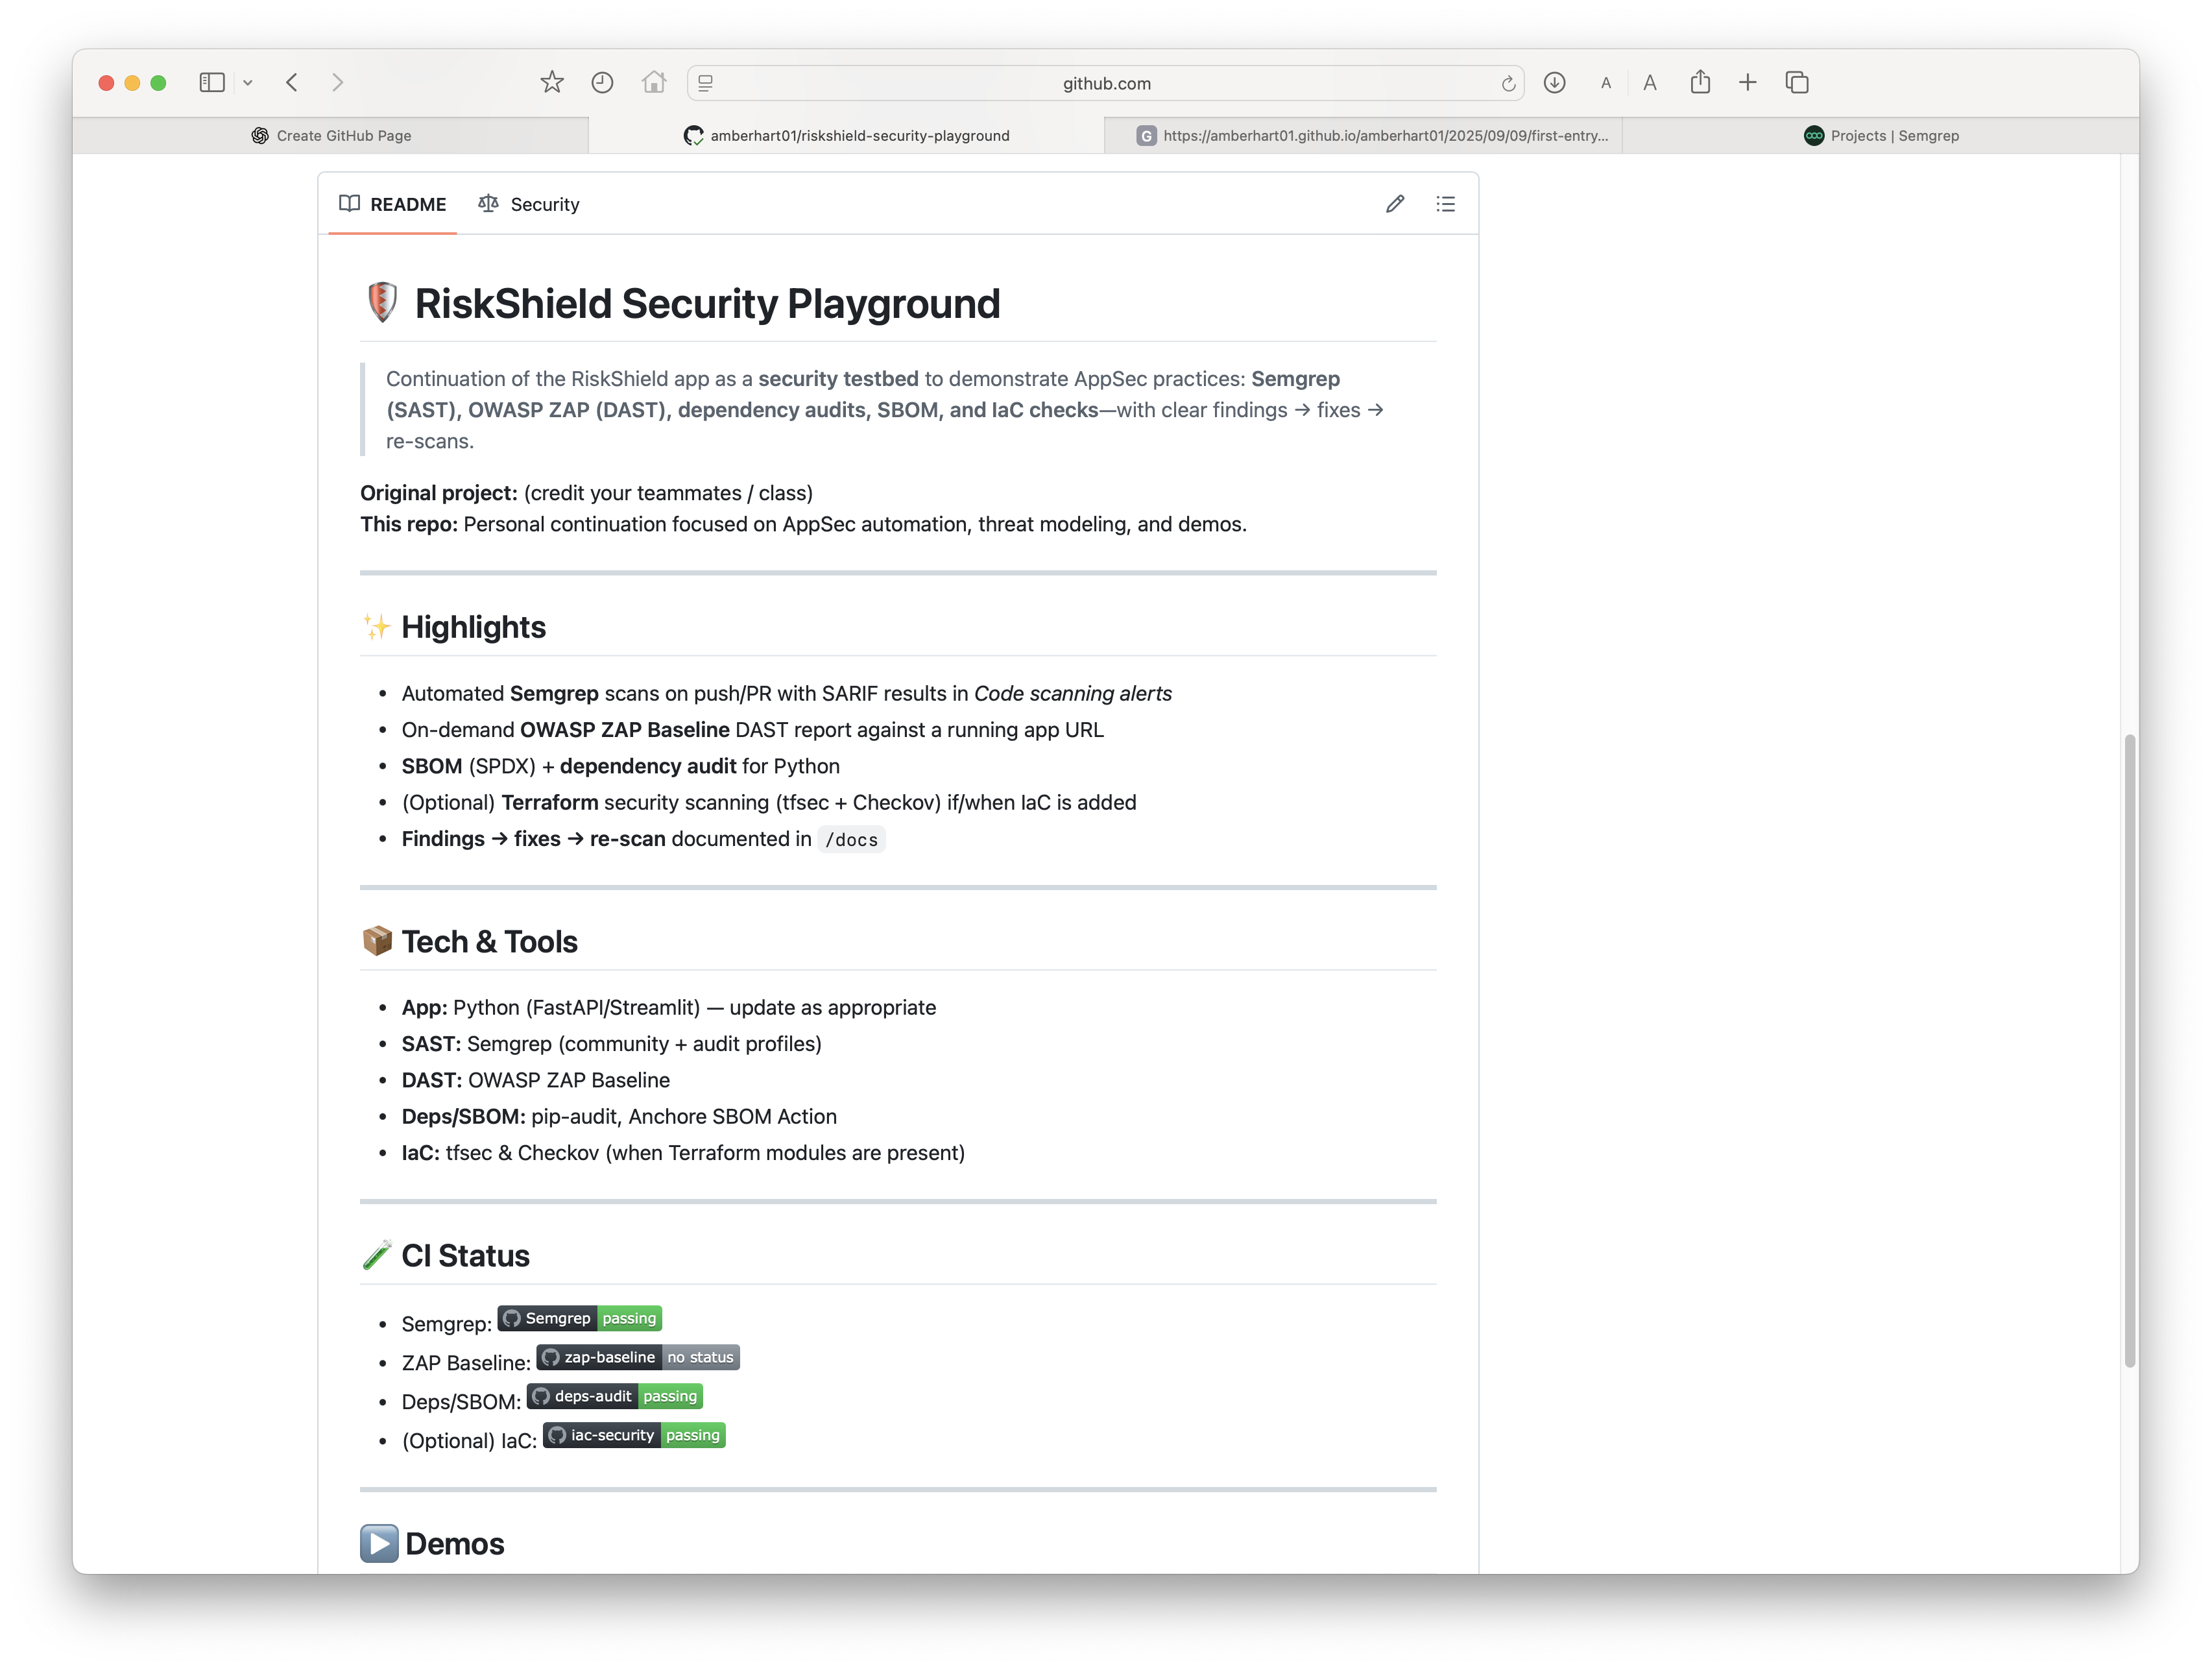 github.com
A
A
Create GitHub Page
amberhart01/riskshield-security-playground
G
https://amberhart01.github.io/amberhart01/2025/09/09/first-entry...
Projects | Semgrep
README
Security
RiskShield Security Playground
Continuation of the RiskShield app as a security testbed to demonstrate AppSec practices: Semgrep
(SAST), OWASP ZAP (DAST), dependency audits, SBOM, and IaC checks—with clear findings → fixes →
re-scans.
Original project: (credit your teammates / class)
This repo: Personal continuation focused on AppSec automation, threat modeling, and demos.
✨ Highlights
• Automated Semgrep scans on push/PR with SARIF results in Code scanning alerts
• On-demand OWASP ZAP Baseline DAST report against a running app URL
• SBOM (SPDX) + dependency audit for Python
• (Optional) Terraform security scanning (tfsec + Checkov) if/when IaC is added
• Findings → fixes → re-scan documented in /docs
📦 Tech & Tools
• App: Python (FastAPI/Streamlit) — update as appropriate
• SAST: Semgrep (community + audit profiles)
• DAST: OWASP ZAP Baseline
• Deps/SBOM: pip-audit, Anchore SBOM Action
• IaC: tfsec & Checkov (when Terraform modules are present)
🧪 CI Status
• Semgrep: Semgrep passing
• ZAP Baseline: zap-baseline no status
• Deps/SBOM: deps-audit passing
• (Optional) IaC: iac-security passing
▶️ Demos